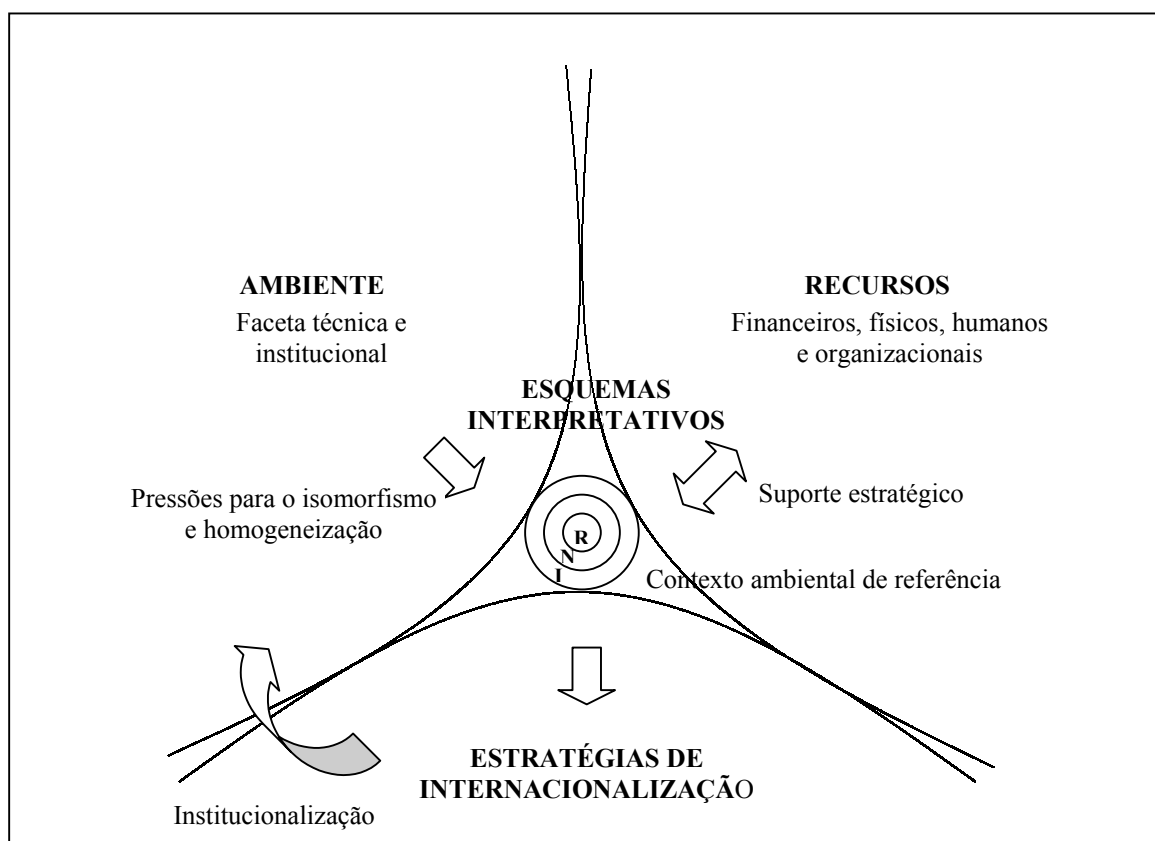 AMBIENTE
Faceta técnica e
institucional
RECURSOS
Financeiros, físicos, humanos
e organizacionais
ESQUEMAS
INTERPRETATIVOS
Pressões para o isomorfismo
e homogeneização
Suporte estratégico
R
N
I
Contexto ambiental de referência
ESTRATÉGIAS DE
INTERNACIONALIZAÇÃO
Institucionalização